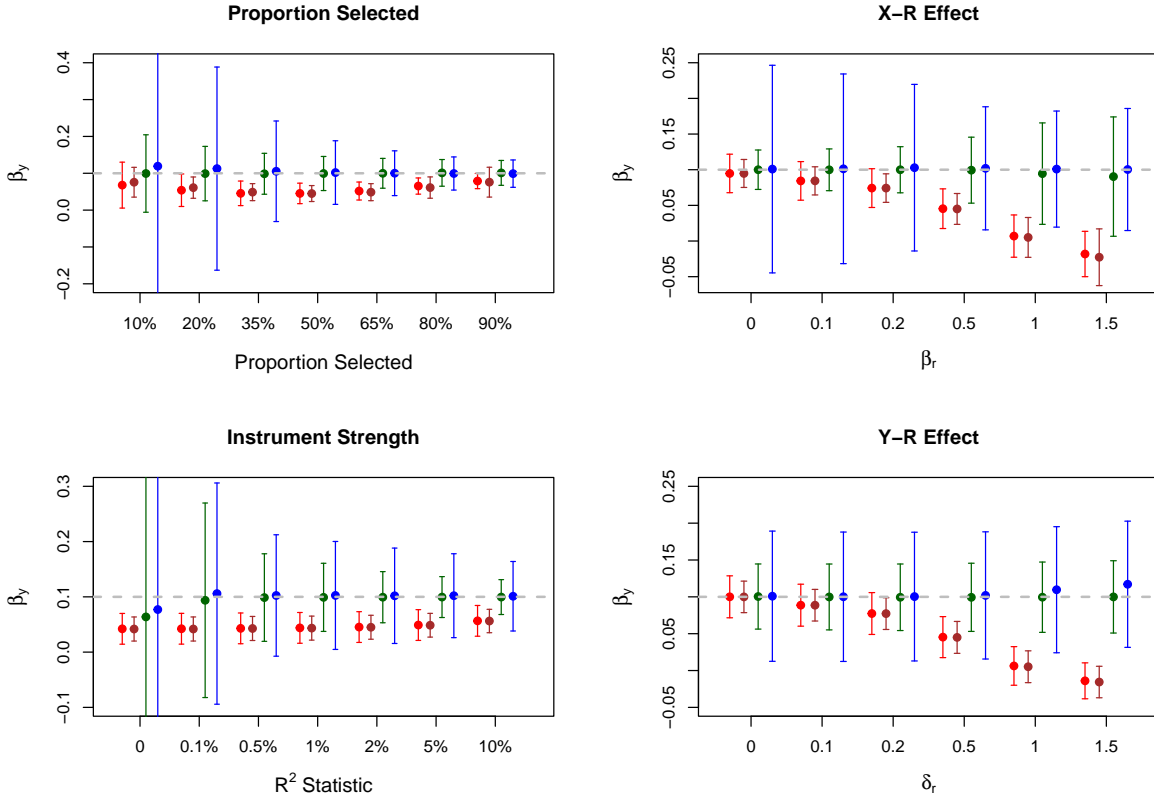 Proportion Selected
β_y
0.4
0.2
0.0
−0.2
10% 20% 35% 50% 65% 80% 90%
Proportion Selected
X−R Effect
β_y
0.25
0.15
0.05
−0.05
0 0.1 0.2 0.5 1 1.5
β_r
Instrument Strength
β_y
0.3
0.2
0.1
0.0
−0.1
0 0.1% 0.5% 1% 2% 5% 10%
R² Statistic
Y−R Effect
β_y
0.25
0.15
0.05
−0.05
0 0.1 0.2 0.5 1 1.5
δ_r